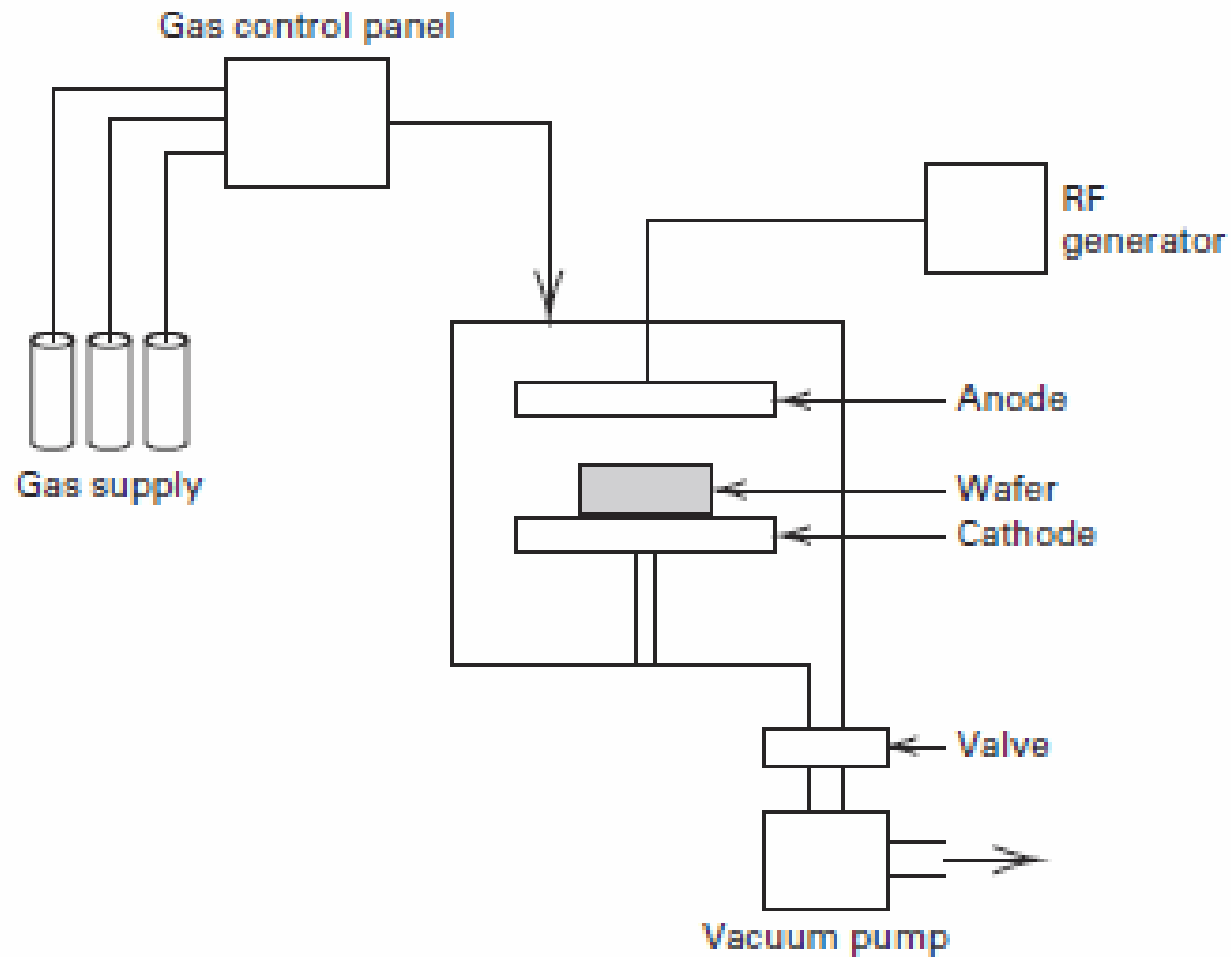 Gas control panel
RF
generator
Anode
Gas supply
Wafer
Cathode
Valve
Vacuum pump